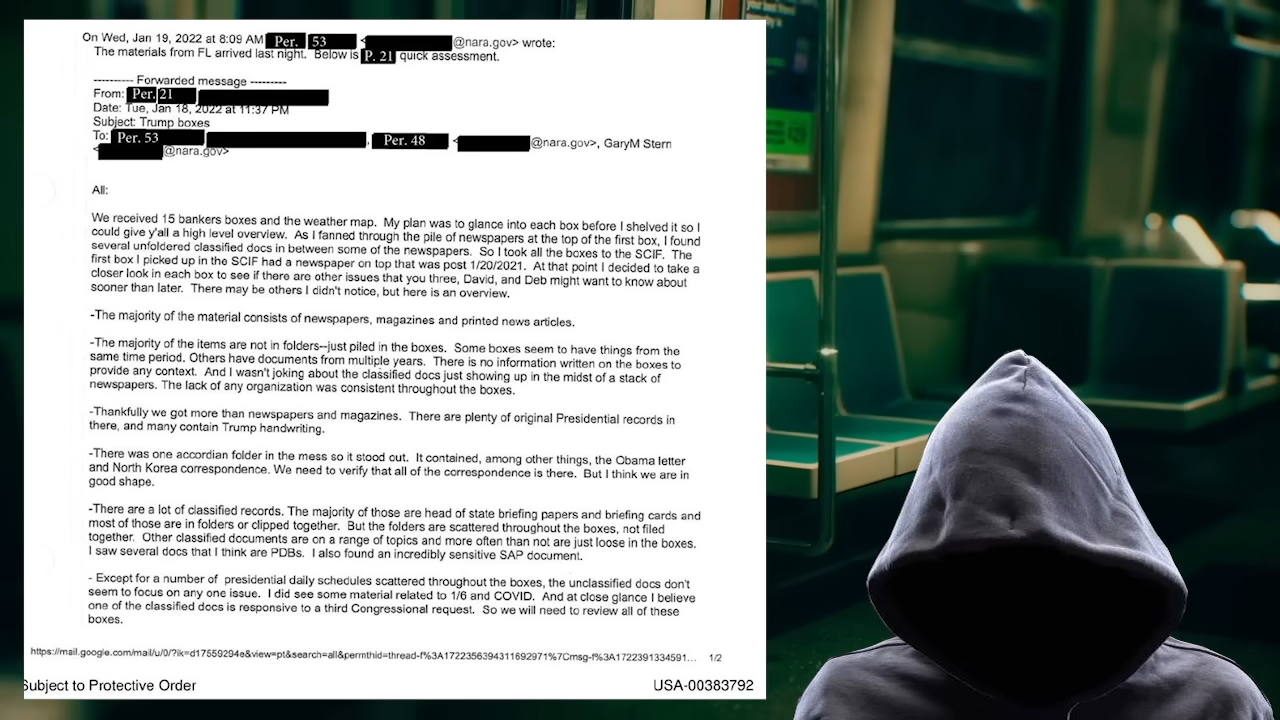 On Wed, Jan 19, 2022 at 8:09 AM Per. 53 < @nara.gov> wrote:
The materials from FL arrived last night. Below is P. 21 quick assessment.
---------- Forwarded message ---------
From: Per. 21
Date: Tue, Jan 18, 2022 at 11:37 PM
Subject: Trump boxes
To: Per. 53 , Per. 48 < @nara.gov>, GaryM Stern
< @nara.gov>
All:
We received 15 bankers boxes and the weather map. My plan was to glance into each box before I shelved it so I
could give y'all a high level overview. As I fanned through the pile of newspapers at the top of the first box, I found
several unfoldered classified docs in between some of the newspapers. So I took all the boxes to the SCIF. The
first box I picked up in the SCIF had a newspaper on top that was post 1/20/2021. At that point I decided to take a
closer look in each box to see if there are other issues that you three, David, and Deb might want to know about
sooner than later. There may be others I didn't notice, but here is an overview.
-The majority of the material consists of newspapers, magazines and printed news articles.
-The majority of the items are not in folders--just piled in the boxes. Some boxes seem to have things from the
same time period. Others have documents from multiple years. There is no information written on the boxes to
provide any context. And I wasn't joking about the classified docs just showing up in the midst of a stack of
newspapers. The lack of any organization was consistent throughout the boxes.
-Thankfully we got more than newspapers and magazines. There are plenty of original Presidential records in
there, and many contain Trump handwriting.
-There was one accordian folder in the mess so it stood out. It contained, among other things, the Obama letter
and North Korea correspondence. We need to verify that all of the correspondence is there. But I think we are in
good shape.
-There are a lot of classified records. The majority of those are head of state briefing papers and briefing cards and
most of those are in folders or clipped together. But the folders are scattered throughout the boxes, not filed
together. Other classified documents are on a range of topics and more often than not are just loose in the boxes.
I saw several docs that I think are PDBs. I also found an incredibly sensitive SAP document.
- Except for a number of presidential daily schedules scattered throughout the boxes, the unclassified docs don't
seem to focus on any one issue. I did see some material related to 1/6 and COVID. And at close glance I believe
one of the classified docs is responsive to a third Congressional request. So we will need to review all of these
boxes.
https://mail.google.com/mail/u/0/?ik=d17559294e&view=pt&search=all&permthid=thread-f%3A1722356394311692971%7Cmsg-f%3A1722391334591... 1/2
Subject to Protective Order
USA-00383792